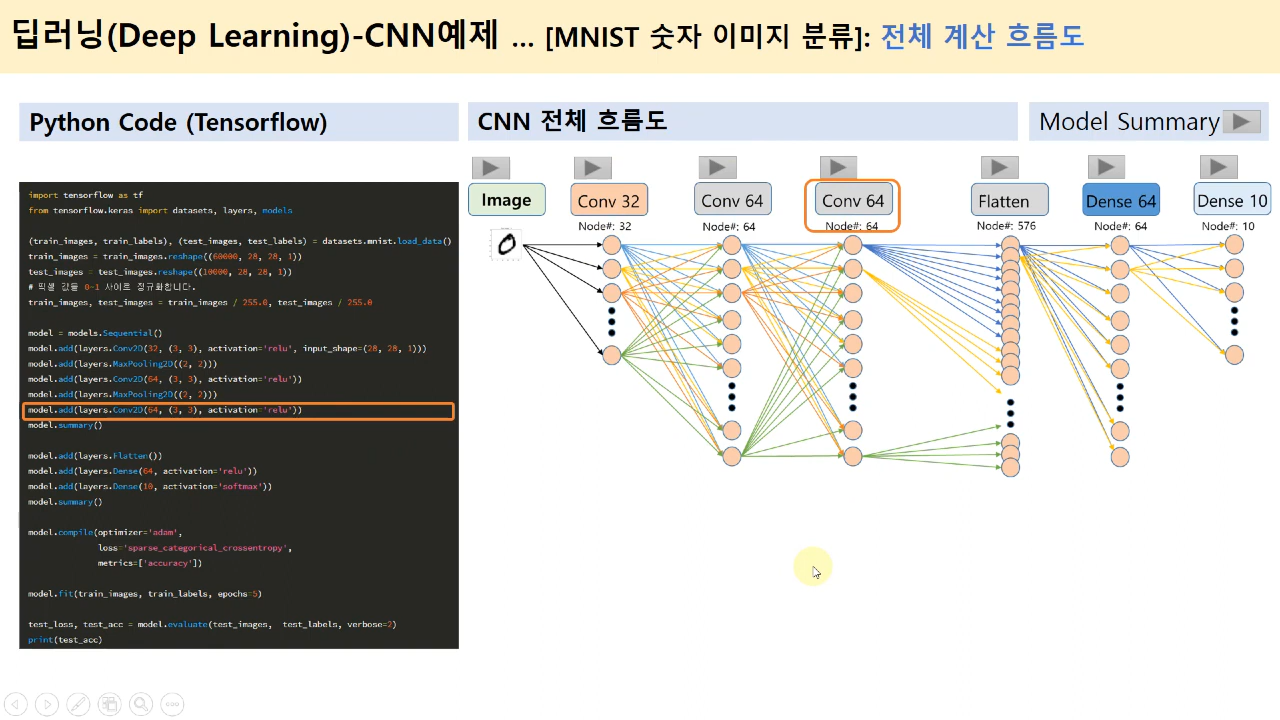 딥러닝(Deep Learning)-CNN예제 ... [MNIST 숫자 이미지 분류]: 전체 계산 흐름도
Python Code (Tensorflow)
import tensorflow as tf
from tensorflow.keras import datasets, layers, models
(train_images, train_labels), (test_images, test_labels) = datasets.mnist.load_data()
train_images = train_images.reshape((60000, 28, 28, 1))
test_images = test_images.reshape((10000, 28, 28, 1))
# 픽셀 값을 0~1 사이로 정규화합니다.
train_images, test_images = train_images / 255.0, test_images / 255.0
model = models.Sequential()
model.add(layers.Conv2D(32, (3, 3), activation='relu', input_shape=(28, 28, 1)))
model.add(layers.MaxPooling2D((2, 2)))
model.add(layers.Conv2D(64, (3, 3), activation='relu'))
model.add(layers.MaxPooling2D((2, 2)))
model.add(layers.Conv2D(64, (3, 3), activation='relu'))
model.summary()
model.add(layers.Flatten())
model.add(layers.Dense(64, activation='relu'))
model.add(layers.Dense(10, activation='softmax'))
model.summary()
model.compile(optimizer='adam',
loss='sparse_categorical_crossentropy',
metrics=['accuracy'])
model.fit(train_images, train_labels, epochs=5)
test_loss, test_acc = model.evaluate(test_images, test_labels, verbose=2)
print(test_acc)
CNN 전체 흐름도
Model Summary
Image
Conv 32
Conv 64
Conv 64
Flatten
Dense 64
Dense 10
Node#: 32
Node#: 64
Node#: 64
Node#: 576
Node#: 64
Node#: 10
0